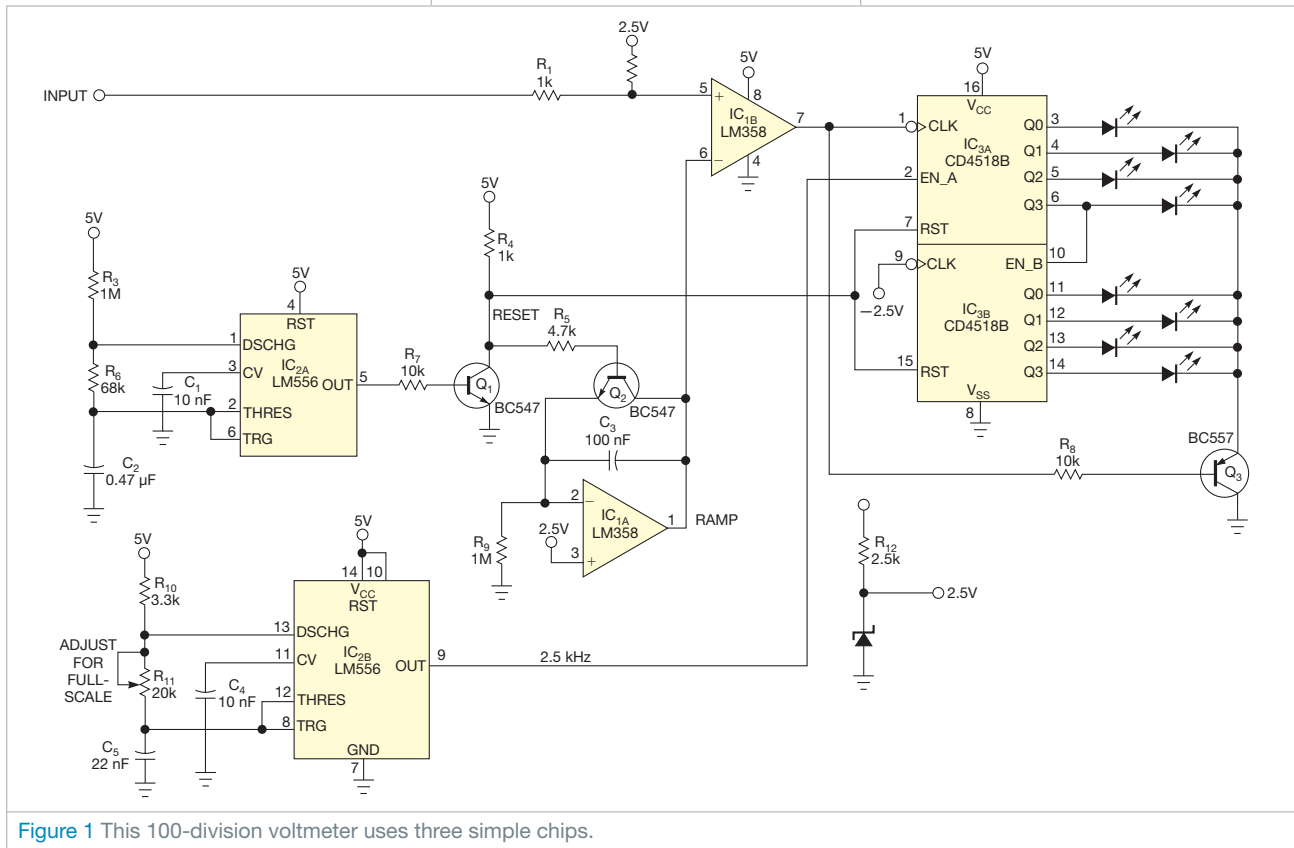 2.5V
5V
R1
1k
INPUT
5
+
8
IC1B
LM358
7
6
−
4
5V
16
VCC
1
CLK
Q0
3
IC3A
CD4518B
Q1
4
2
EN_A
Q2
5
Q3
6
7
RST
9
CLK
EN_B
10
−2.5V
Q0
11
IC3B
CD4518B
Q1
12
Q2
13
15
RST
Q3
14
VSS
8
5V
R4
1k
RESET
R5
4.7k
5V
R3
1M
5V
4
RST
1
DSCHG
3
CV
IC2A
LM556
OUT
5
2
THRES
6
TRG
R6
68k
C1
10 nF
C2
0.47 µF
R7
10k
Q1
BC547
Q2
BC547
C3
100 nF
2
−
IC1A
LM358
1
RAMP
2.5V
3
+
R9
1M
R8
10k
BC557
Q3
R12
2.5k
2.5V
5V
R10
3.3k
5V
14
10
VCC
RST
13
DSCHG
11
CV
IC2B
LM556
OUT
9
2.5 kHz
12
THRES
8
TRG
GND
7
ADJUST
FOR
FULL-
SCALE
R11
20k
C4
10 nF
C5
22 nF
Figure 1 This 100-division voltmeter uses three simple chips.